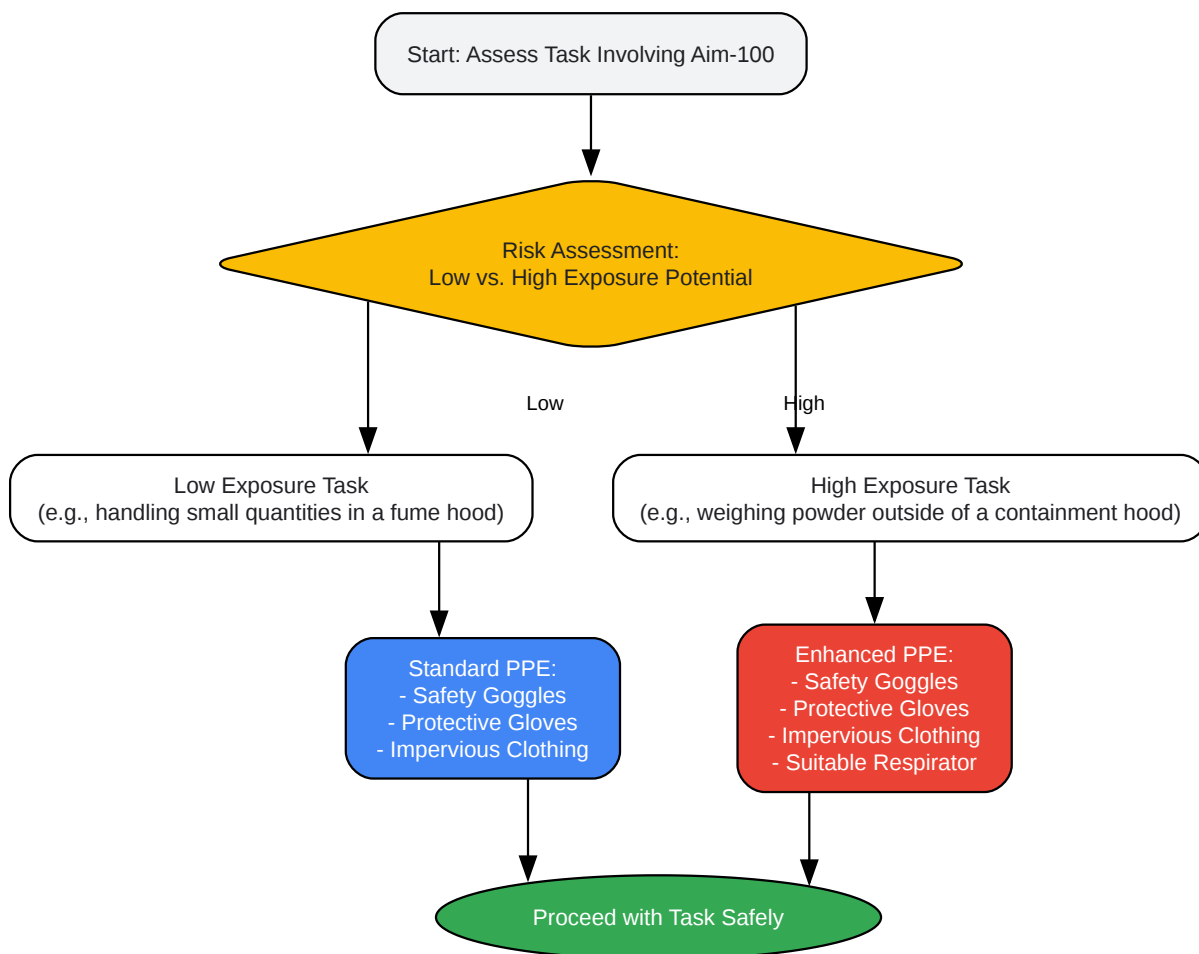 Start: Assess Task Involving Aim-100
Risk Assessment:
Low vs. High Exposure Potential
Low
High
Low Exposure Task
(e.g., handling small quantities in a fume hood)
High Exposure Task
(e.g., weighing powder outside of a containment hood)
Standard PPE:
- Safety Goggles
- Protective Gloves
- Impervious Clothing
Enhanced PPE:
- Safety Goggles
- Protective Gloves
- Impervious Clothing
- Suitable Respirator
Proceed with Task Safely